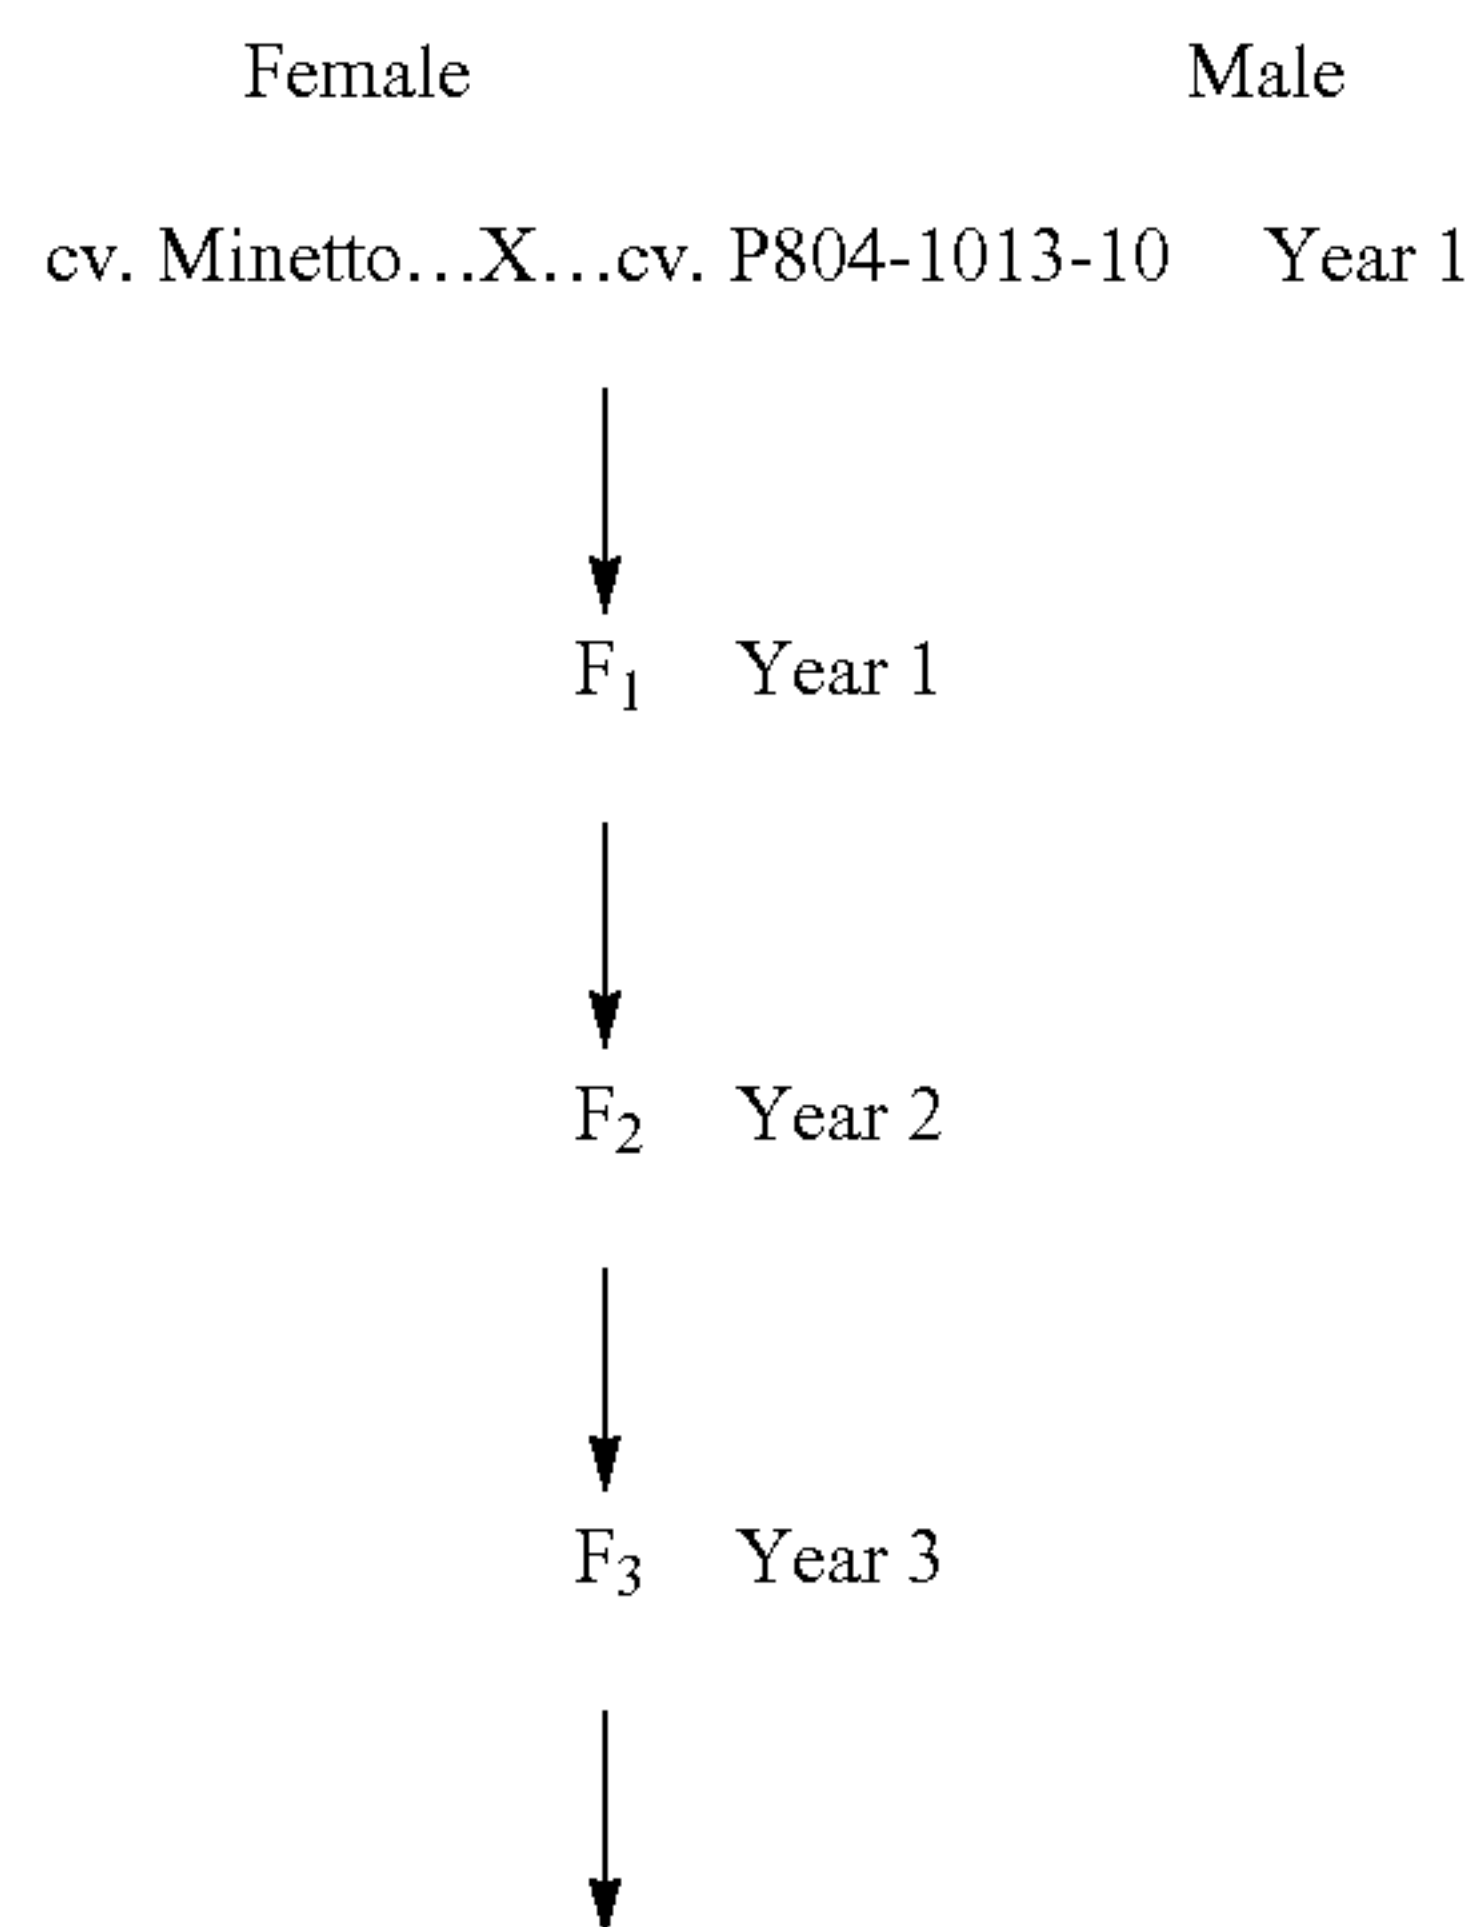 Female Male
cv. Minetto…X…cv. P804-1013-10 Year 1
F₁ Year 1
F₂ Year 2
F₃ Year 3